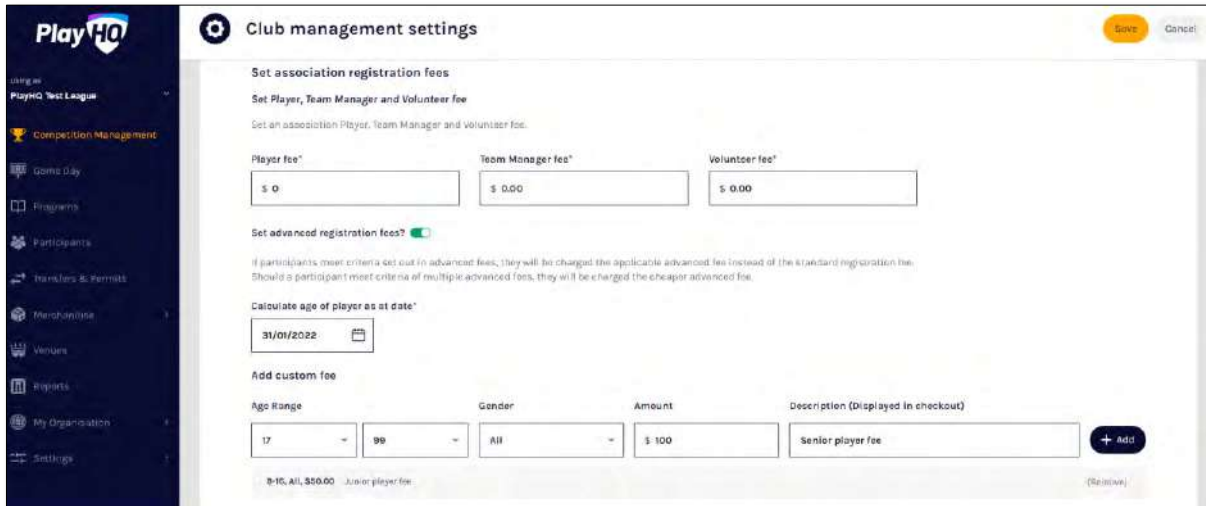 PlayHQ
Club management settings
Save
Cancel
using as
PlayHQ Test League
Competition Management
Game Day
Programs
Participants
Transfers & Permits
Merchandise
Venues
Reports
My Organisation
Settings
Set association registration fees
Set Player, Team Manager and Volunteer fee
Set an association Player, Team Manager and Volunteer fee.
Player fee*
Team Manager fee*
Volunteer fee*
$ 0
$ 0.00
$ 0.00
Set advanced registration fees?
If participants meet criteria set out in advanced fees, they will be charged the applicable advanced fee instead of the standard registration fee.
Should a participant meet criteria of multiple advanced fees, they will be charged the cheaper advanced fee.
Calculate age of player as at date*
31/01/2022
Add custom fee
Age Range
Gender
Amount
Description (Displayed in checkout)
17
99
All
$ 100
Senior player fee
+ Add
8-16, All, $50.00 Junior player fee
(Remove)